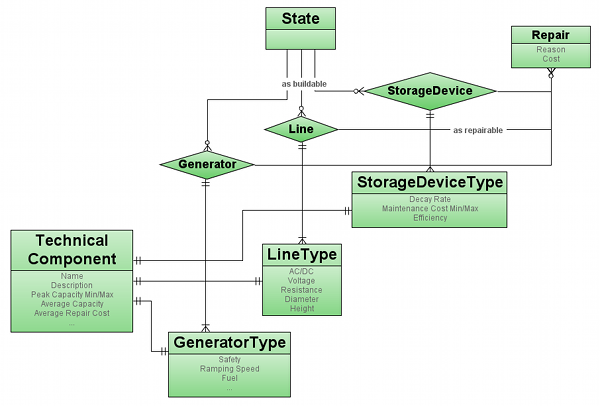 State
Repair
Reason
Cost
as buildable
StorageDevice
Line
as repairable
Generator
StorageDeviceType
Decay Rate
Maintenance Cost Min/Max
Efficiency
Technical
Component
Name
Description
Peak Capacity Min/Max
Average Capacity
Average Repair Cost
...
LineType
AC/DC
Voltage
Resistance
Diameter
Height
GeneratorType
Safety
Ramping Speed
Fuel
...